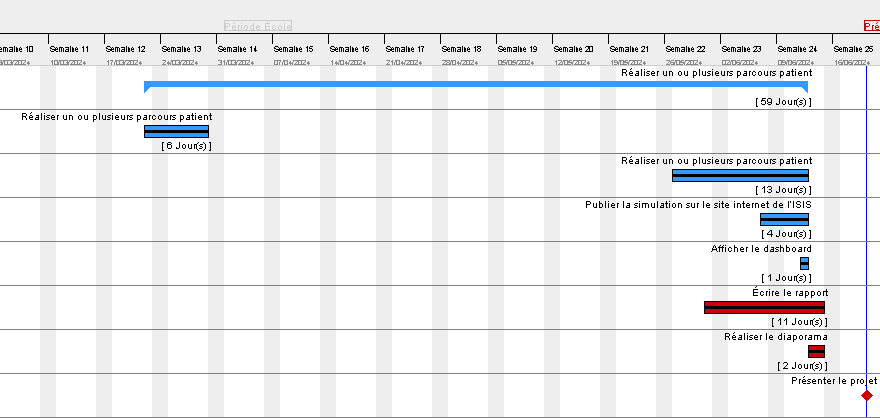 Période École
Pré
emaine 10 Semaine 11 Semaine 12 Semaine 13 Semaine 14 Semaine 15 Semaine 16 Semaine 17 Semaine 18 Semaine 19 Semaine 20 Semaine 21 Semaine 22 Semaine 23 Semaine 24 Semaine 25
/03/2024 10/03/2024 17/03/2024 24/03/2024 31/03/2024 07/04/2024 14/04/2024 21/04/2024 28/04/2024 05/05/2024 12/05/2024 19/05/2024 26/05/2024 02/06/2024 09/06/2024 16/06/2024
Réaliser un ou plusieurs parcours patient
[ 59 Jour(s) ]
Réaliser un ou plusieurs parcours patient
[ 6 Jour(s) ]
Réaliser un ou plusieurs parcours patient
[ 13 Jour(s) ]
Publier la simulation sur le site internet de l'ISIS
[ 4 Jour(s) ]
Afficher le dashboard
[ 1 Jour(s) ]
Écrire le rapport
[ 11 Jour(s) ]
Réaliser le diaporama
[ 2 Jour(s) ]
Présenter le projet